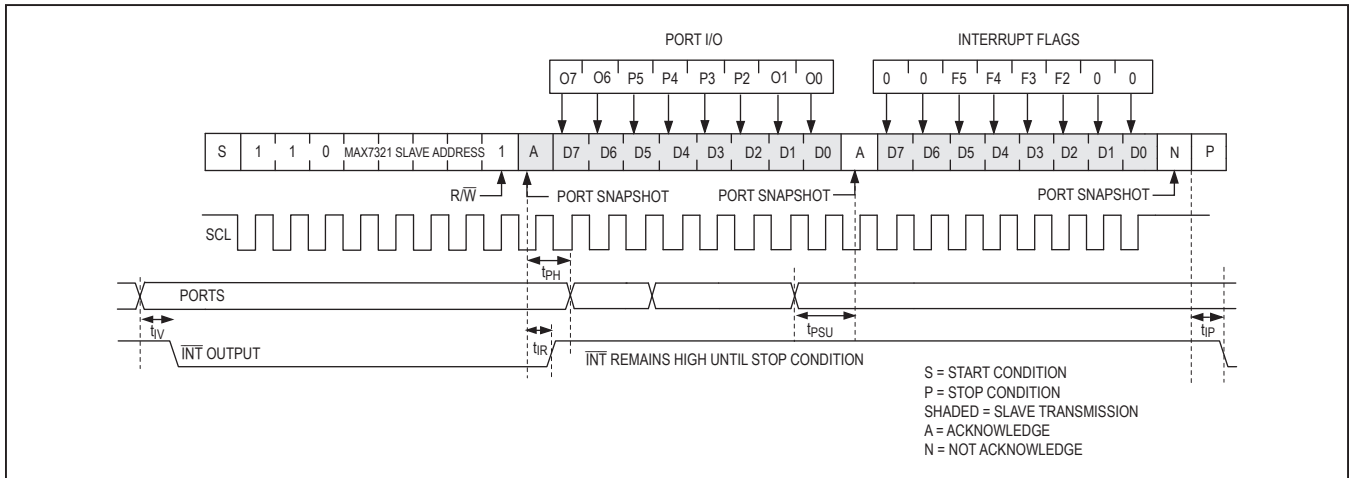 PORT I/O INTERRUPT FLAGS
O7 O6 P5 P4 P3 P2 O1 O0 0 0 F5 F4 F3 F2 0 0
S 1 1 0 MAX7321 SLAVE ADDRESS 1 A D7 D6 D5 D4 D3 D2 D1 D0 A D7 D6 D5 D4 D3 D2 D1 D0 N P
R/W̅ PORT SNAPSHOT PORT SNAPSHOT PORT SNAPSHOT
SCL
tPH
PORTS
tIV tIR tPSU tIP
I̅N̅T̅ OUTPUT I̅N̅T̅ REMAINS HIGH UNTIL STOP CONDITION
S = START CONDITION
P = STOP CONDITION
SHADED = SLAVE TRANSMISSION
A = ACKNOWLEDGE
N = NOT ACKNOWLEDGE